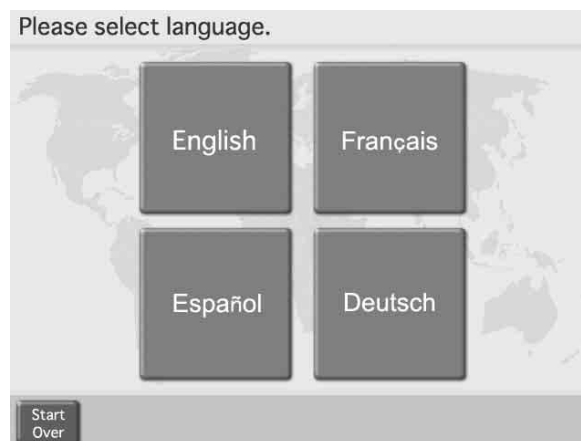 Please select language.
English
Français
Español
Deutsch
Start
Over